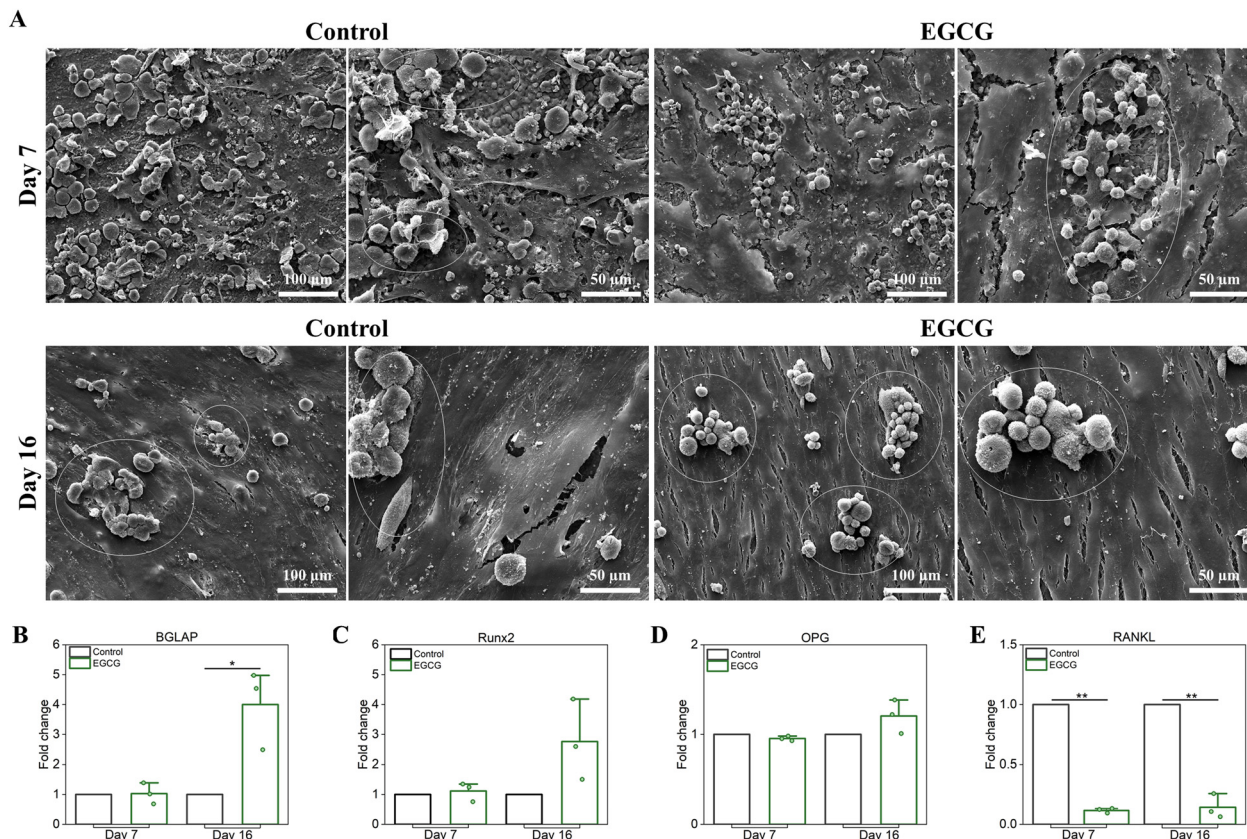 A
Control
EGCG
Day 7
100 µm
50 µm
100 µm
50 µm
Control
EGCG
Day 16
100 µm
50 µm
100 µm
50 µm
B
BGLAP
6
5
4
3
2
1
0
Fold change
Control
EGCG
*
Day 7
Day 16
C
Runx2
6
5
4
3
2
1
0
Fold change
Control
EGCG
Day 7
Day 16
D
OPG
2
1
0
Fold change
Control
EGCG
Day 7
Day 16
E
RANKL
1.5
1.0
0.5
0.0
Fold change
Control
EGCG
**
**
Day 7
Day 16